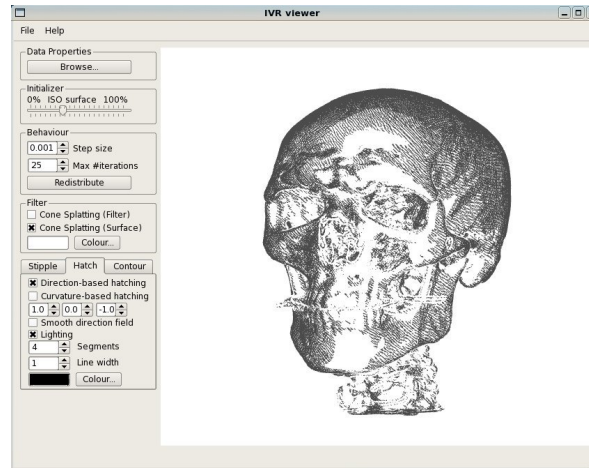 IVR viewer
File Help
Data Properties
Browse...
Initializer
0% ISO surface 100%
Behaviour
0.001 Step size
25 Max #iterations
Redistribute
Filter
Cone Splatting (Filter)
Cone Splatting (Surface)
Colour...
Stipple Hatch Contour
Direction-based hatching
Curvature-based hatching
1.0 0.0 -1.0
Smooth direction field
Lighting
4 Segments
1 Line width
Colour...